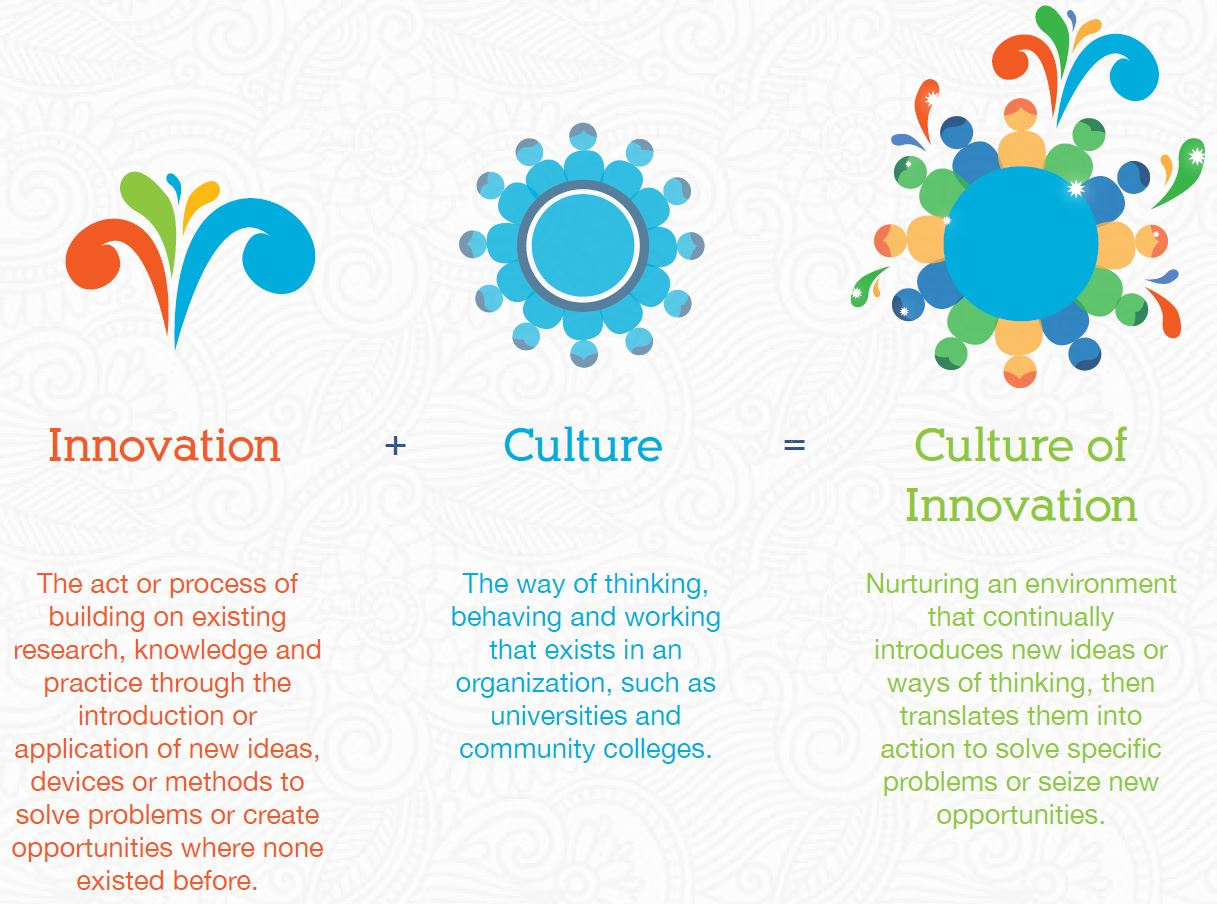 Innovation + Culture = Culture of
Innovation
The act or process of
building on existing
research, knowledge and
practice through the
introduction or
application of new ideas,
devices or methods to
solve problems or create
opportunities where none
existed before.
The way of thinking,
behaving and working
that exists in an
organization, such as
universities and
community colleges.
Nurturing an environment
that continually
introduces new ideas or
ways of thinking, then
translates them into
action to solve specific
problems or seize new
opportunities.